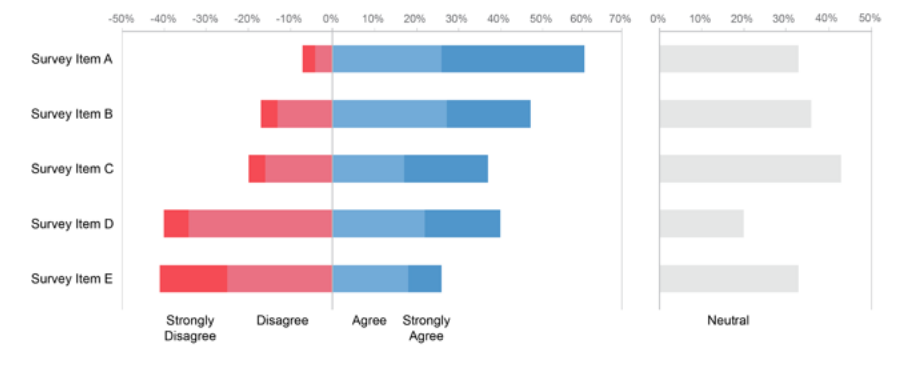 -50% -40% -30% -20% -10% 0% 10% 20% 30% 40% 50% 60% 70% 0% 10% 20% 30% 40% 50%
Survey Item A
Survey Item B
Survey Item C
Survey Item D
Survey Item E
Strongly Disagree Agree Strongly Neutral
Disagree Agree